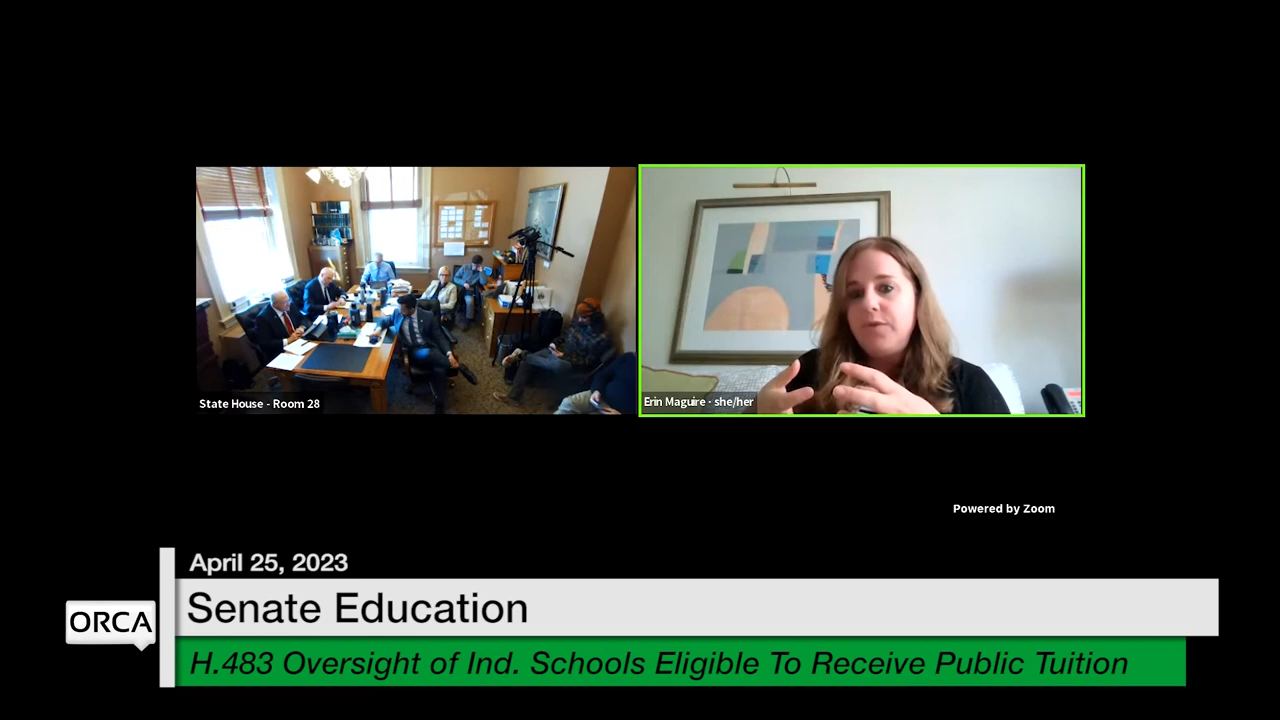 State House - Room 28
Erin Maguire - she/her
Powered by Zoom
April 25, 2023
Senate Education
ORCA
H.483 Oversight of Ind. Schools Eligible To Receive Public Tuition